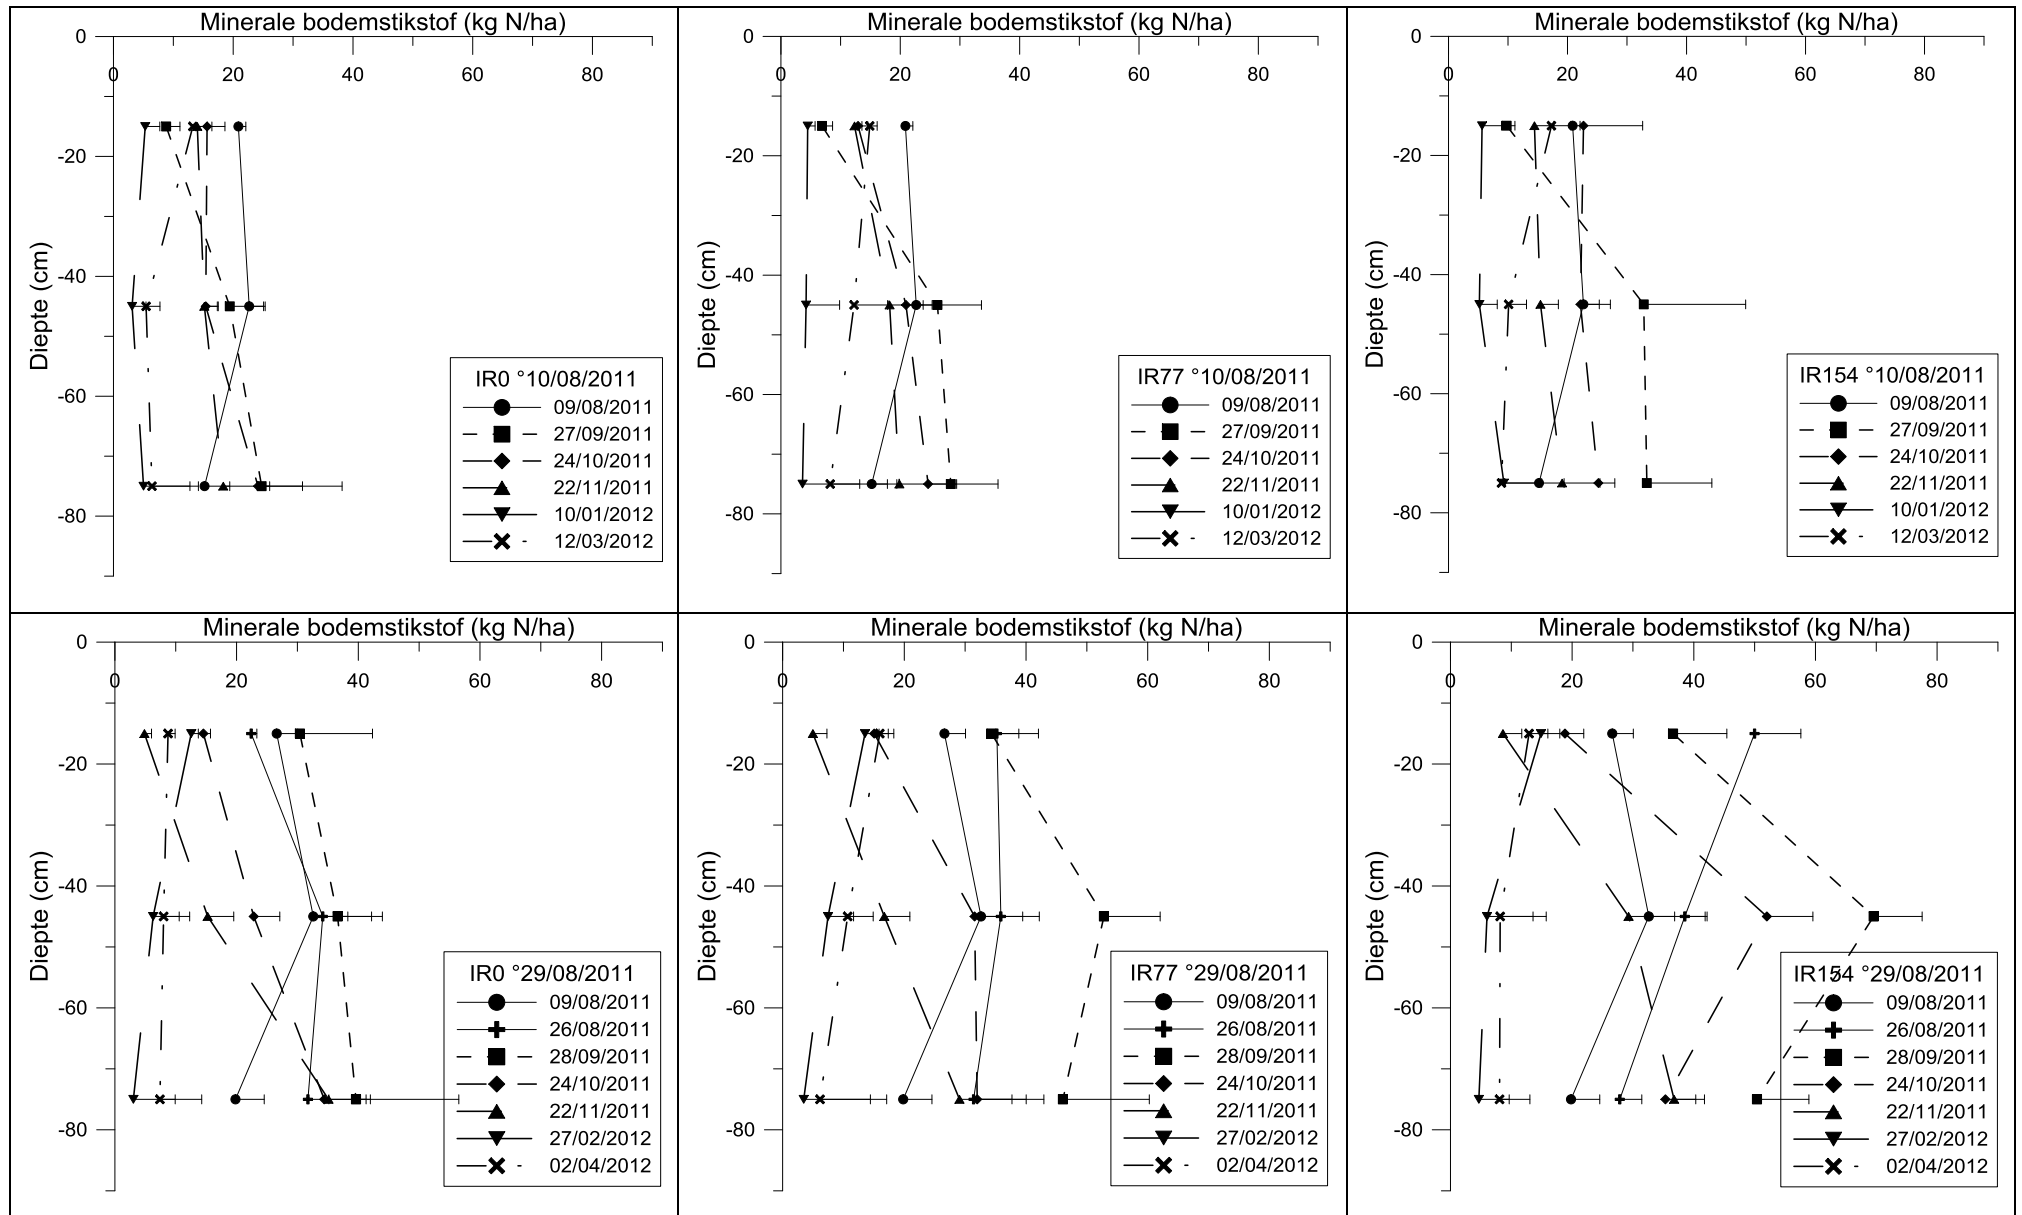 Minerale bodemstikstof (kg N/ha)
0 20 40 60 80
0
-20
-40
-60
-80
Diepte (cm)
IR0 °10/08/2011
09/08/2011
27/09/2011
24/10/2011
22/11/2011
10/01/2012
12/03/2012
Minerale bodemstikstof (kg N/ha)
0 20 40 60 80
0
-20
-40
-60
-80
Diepte (cm)
IR77 °10/08/2011
09/08/2011
27/09/2011
24/10/2011
22/11/2011
10/01/2012
12/03/2012
Minerale bodemstikstof (kg N/ha)
0 20 40 60 80
0
-20
-40
-60
-80
Diepte (cm)
IR154 °10/08/2011
09/08/2011
27/09/2011
24/10/2011
22/11/2011
10/01/2012
12/03/2012
Minerale bodemstikstof (kg N/ha)
0 20 40 60 80
0
-20
-40
-60
-80
Diepte (cm)
IR0 °29/08/2011
09/08/2011
26/08/2011
28/09/2011
24/10/2011
22/11/2011
27/02/2012
02/04/2012
Minerale bodemstikstof (kg N/ha)
0 20 40 60 80
0
-20
-40
-60
-80
Diepte (cm)
IR77 °29/08/2011
09/08/2011
26/08/2011
28/09/2011
24/10/2011
22/11/2011
27/02/2012
02/04/2012
Minerale bodemstikstof (kg N/ha)
0 20 40 60 80
0
-20
-40
-60
-80
Diepte (cm)
IR154 °29/08/2011
09/08/2011
26/08/2011
28/09/2011
24/10/2011
22/11/2011
27/02/2012
02/04/2012